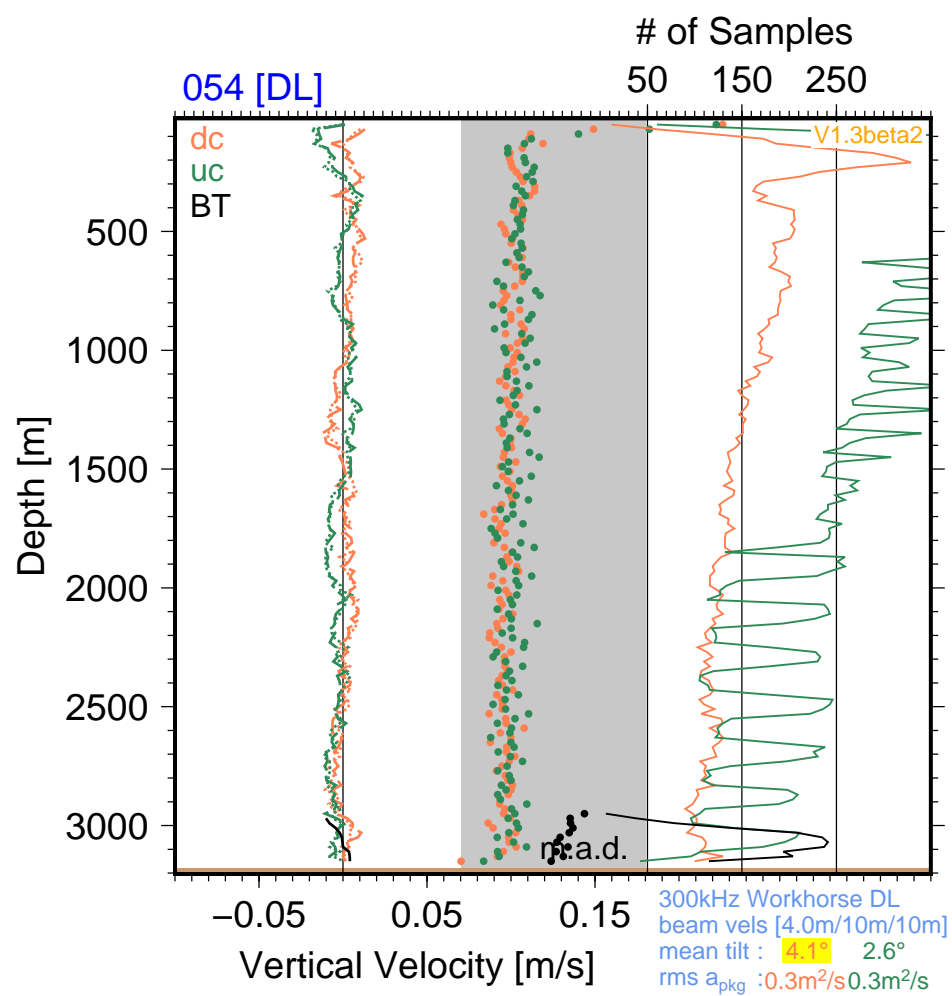 # of Samples
50 150 250
054 [DL]
dc
uc
BT
V1.3beta2
500
1000
1500
2000
2500
3000
Depth [m]
m.a.d.
−0.05 0.05 0.15
Vertical Velocity [m/s]
300kHz Workhorse DL
beam vels [4.0m/10m/10m]
mean tilt : 4.1° 2.6°
rms a_pkg :0.3m²/s 0.3m²/s